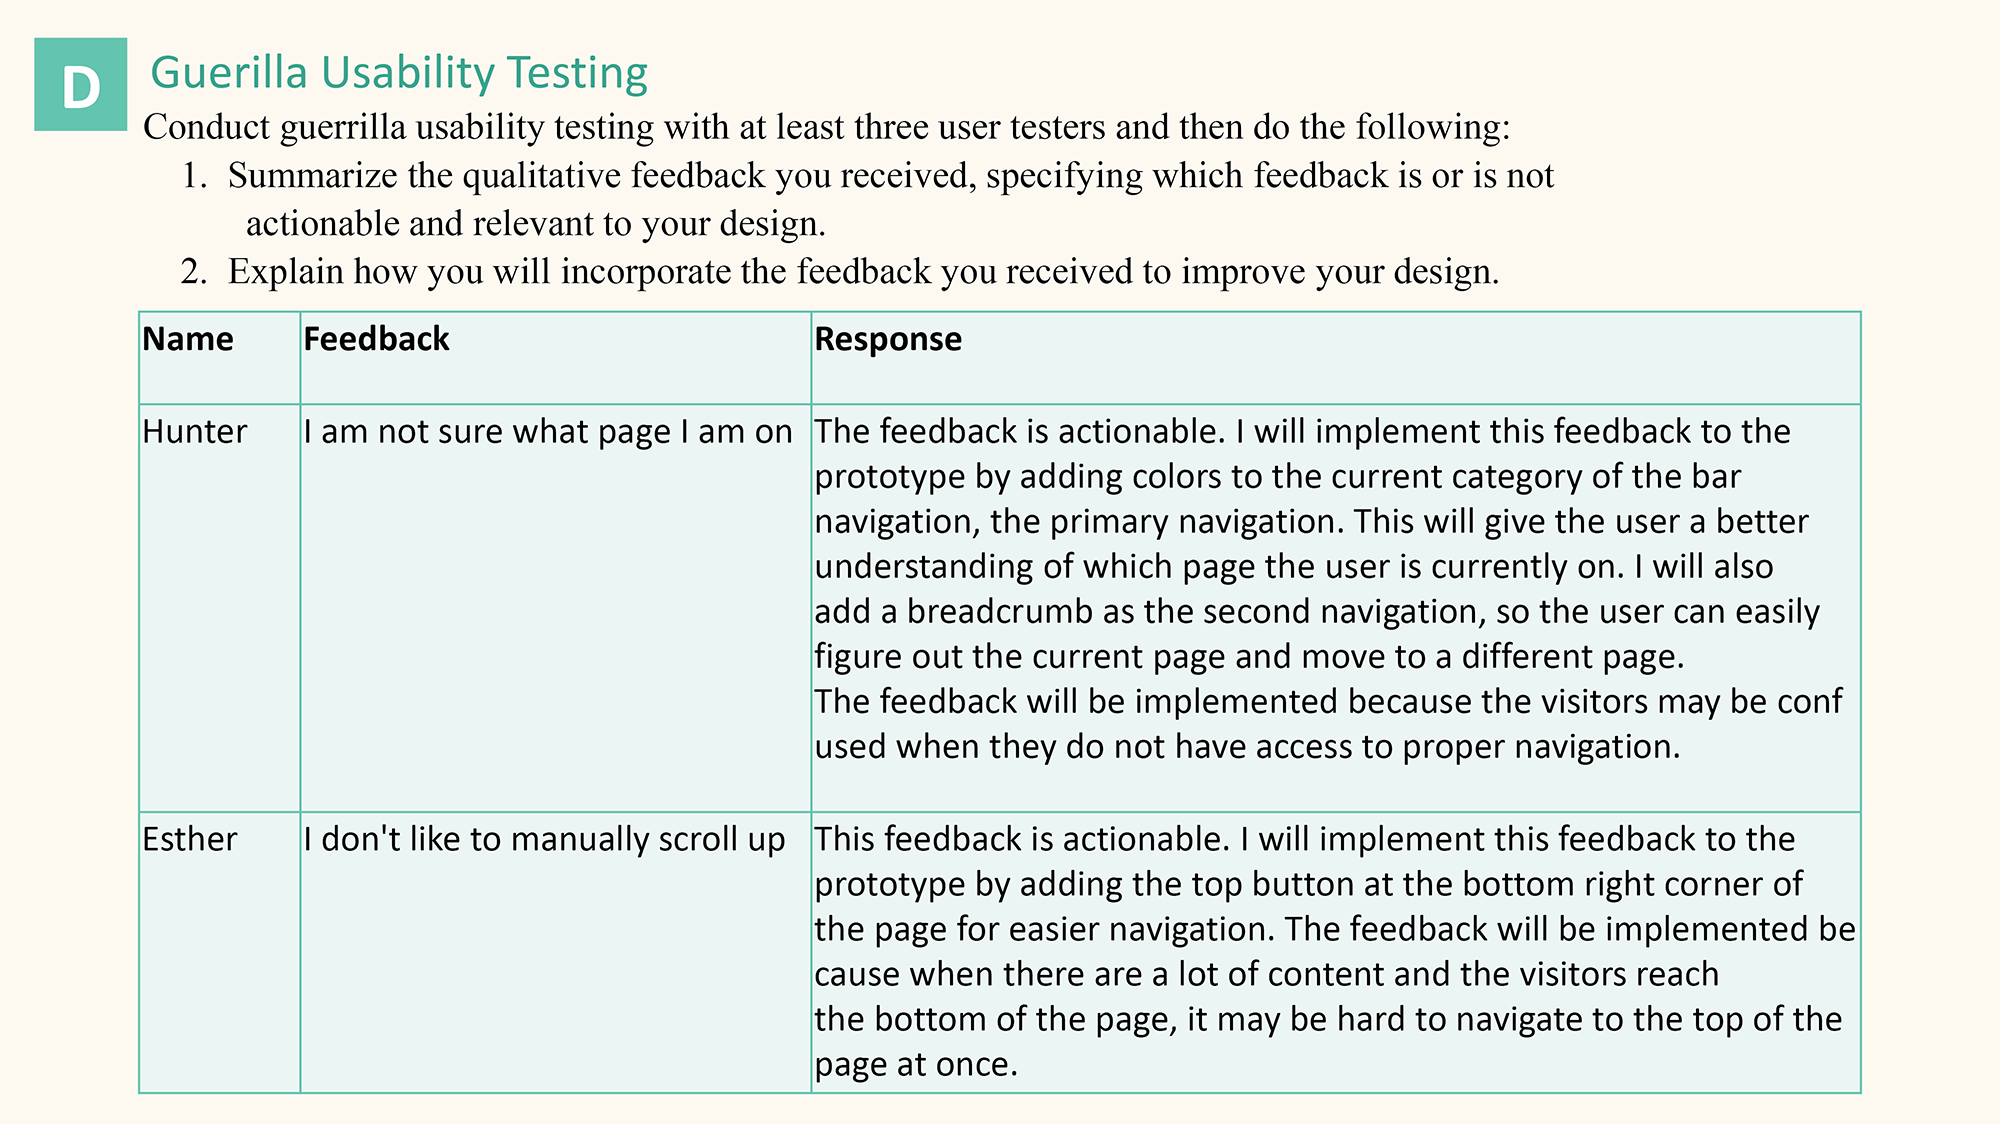 D
Guerilla Usability Testing
Conduct guerrilla usability testing with at least three user testers and then do the following:
1. Summarize the qualitative feedback you received, specifying which feedback is or is not
actionable and relevant to your design.
2. Explain how you will incorporate the feedback you received to improve your design.
Name Feedback Response
Hunter I am not sure what page I am on The feedback is actionable. I will implement this feedback to the
prototype by adding colors to the current category of the bar
navigation, the primary navigation. This will give the user a better
understanding of which page the user is currently on. I will also
add a breadcrumb as the second navigation, so the user can easily
figure out the current page and move to a different page.
The feedback will be implemented because the visitors may be conf
used when they do not have access to proper navigation.
Esther I don't like to manually scroll up This feedback is actionable. I will implement this feedback to the
prototype by adding the top button at the bottom right corner of
the page for easier navigation. The feedback will be implemented be
cause when there are a lot of content and the visitors reach
the bottom of the page, it may be hard to navigate to the top of the
page at once.